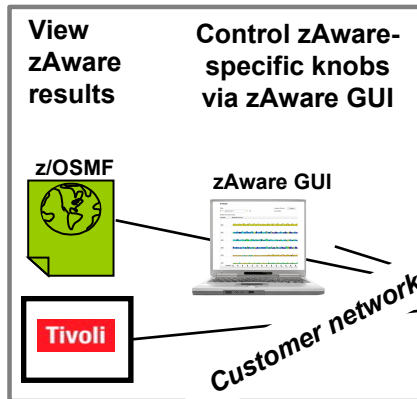 View
zAware
results
Control zAware-
specific knobs
via zAware GUI
z/OSMF
zAware GUI
Tivoli
Customer network